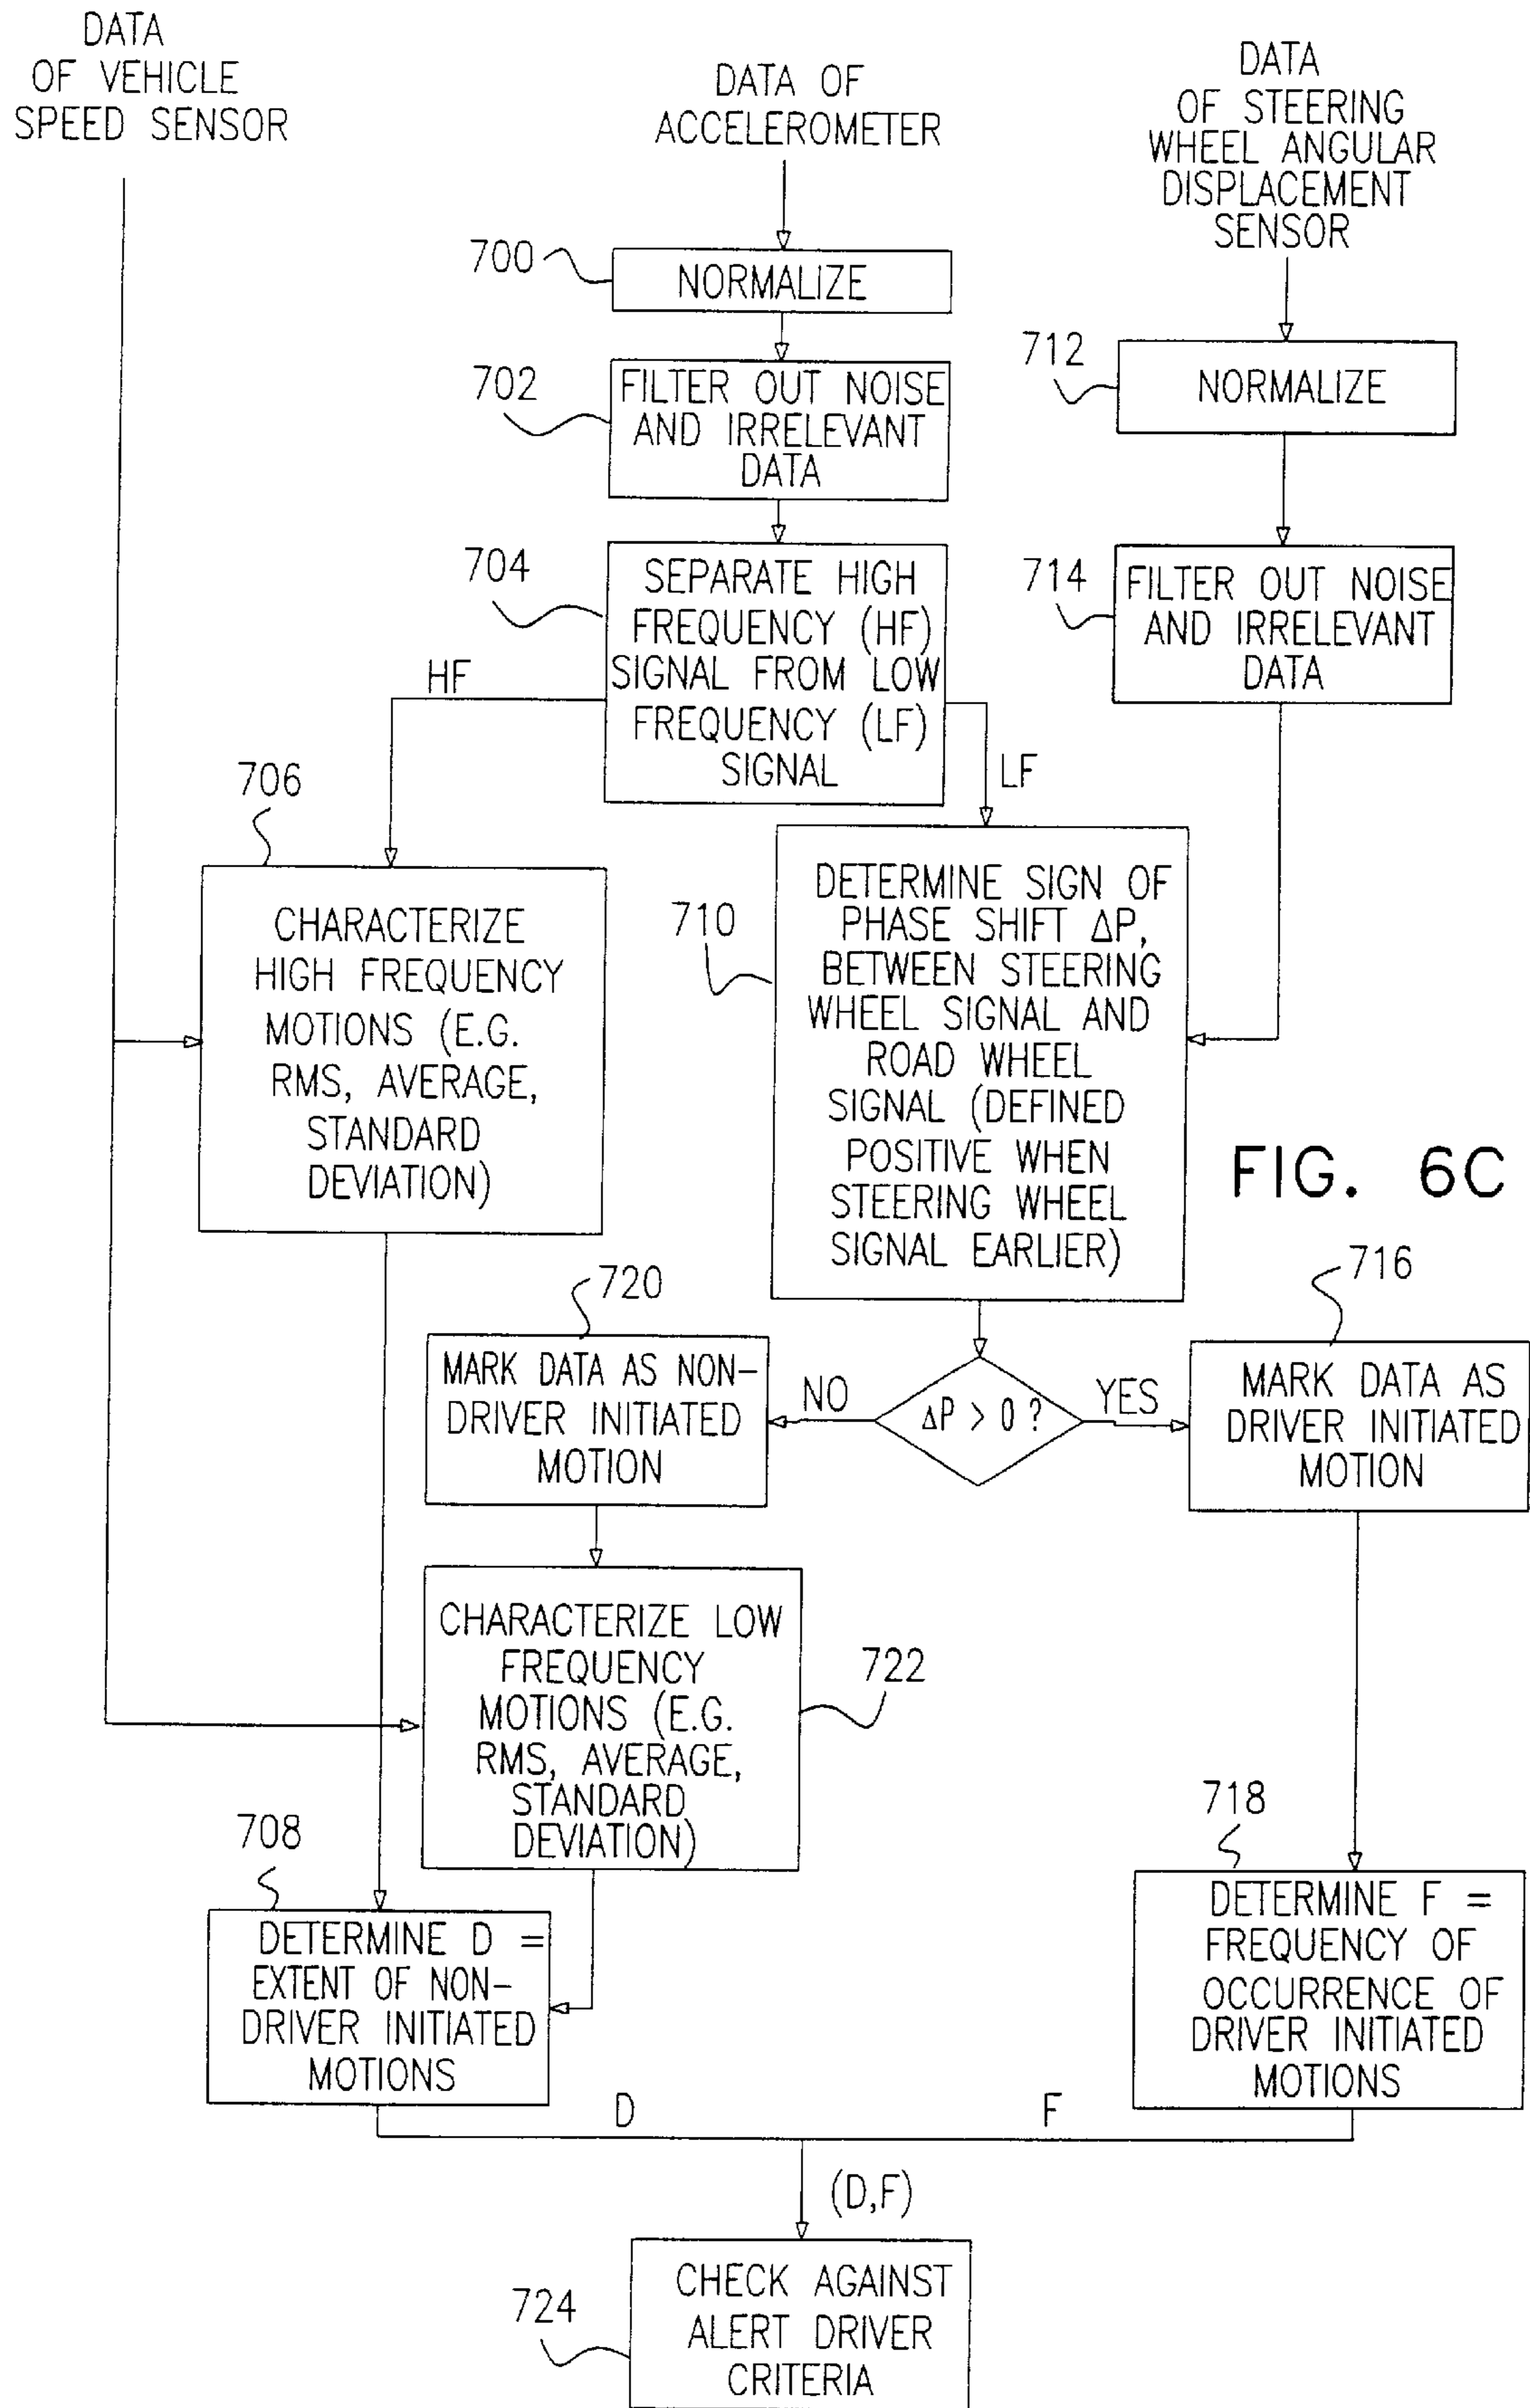 DATA
OF VEHICLE
SPEED SENSOR
DATA OF
ACCELEROMETER
DATA
OF STEERING
WHEEL ANGULAR
DISPLACEMENT
SENSOR
700
NORMALIZE
702
FILTER OUT NOISE
AND IRRELEVANT
DATA
712
NORMALIZE
704
SEPARATE HIGH
FREQUENCY (HF)
SIGNAL FROM LOW
FREQUENCY (LF)
SIGNAL
714
FILTER OUT NOISE
AND IRRELEVANT
DATA
HF
LF
706
CHARACTERIZE
HIGH FREQUENCY
MOTIONS (E.G.
RMS, AVERAGE,
STANDARD
DEVIATION)
710
DETERMINE SIGN OF
PHASE SHIFT ΔP,
BETWEEN STEERING
WHEEL SIGNAL AND
ROAD WHEEL
SIGNAL (DEFINED
POSITIVE WHEN
STEERING WHEEL
SIGNAL EARLIER)
FIG. 6C
720
MARK DATA AS NON-
DRIVER INITIATED
MOTION
NO
ΔP > 0 ?
YES
716
MARK DATA AS
DRIVER INITIATED
MOTION
CHARACTERIZE LOW
FREQUENCY
MOTIONS (E.G.
RMS, AVERAGE,
STANDARD
DEVIATION)
722
708
DETERMINE D =
EXTENT OF NON-
DRIVER INITIATED
MOTIONS
718
DETERMINE F =
FREQUENCY OF
OCCURRENCE OF
DRIVER INITIATED
MOTIONS
D
F
(D,F)
724
CHECK AGAINST
ALERT DRIVER
CRITERIA